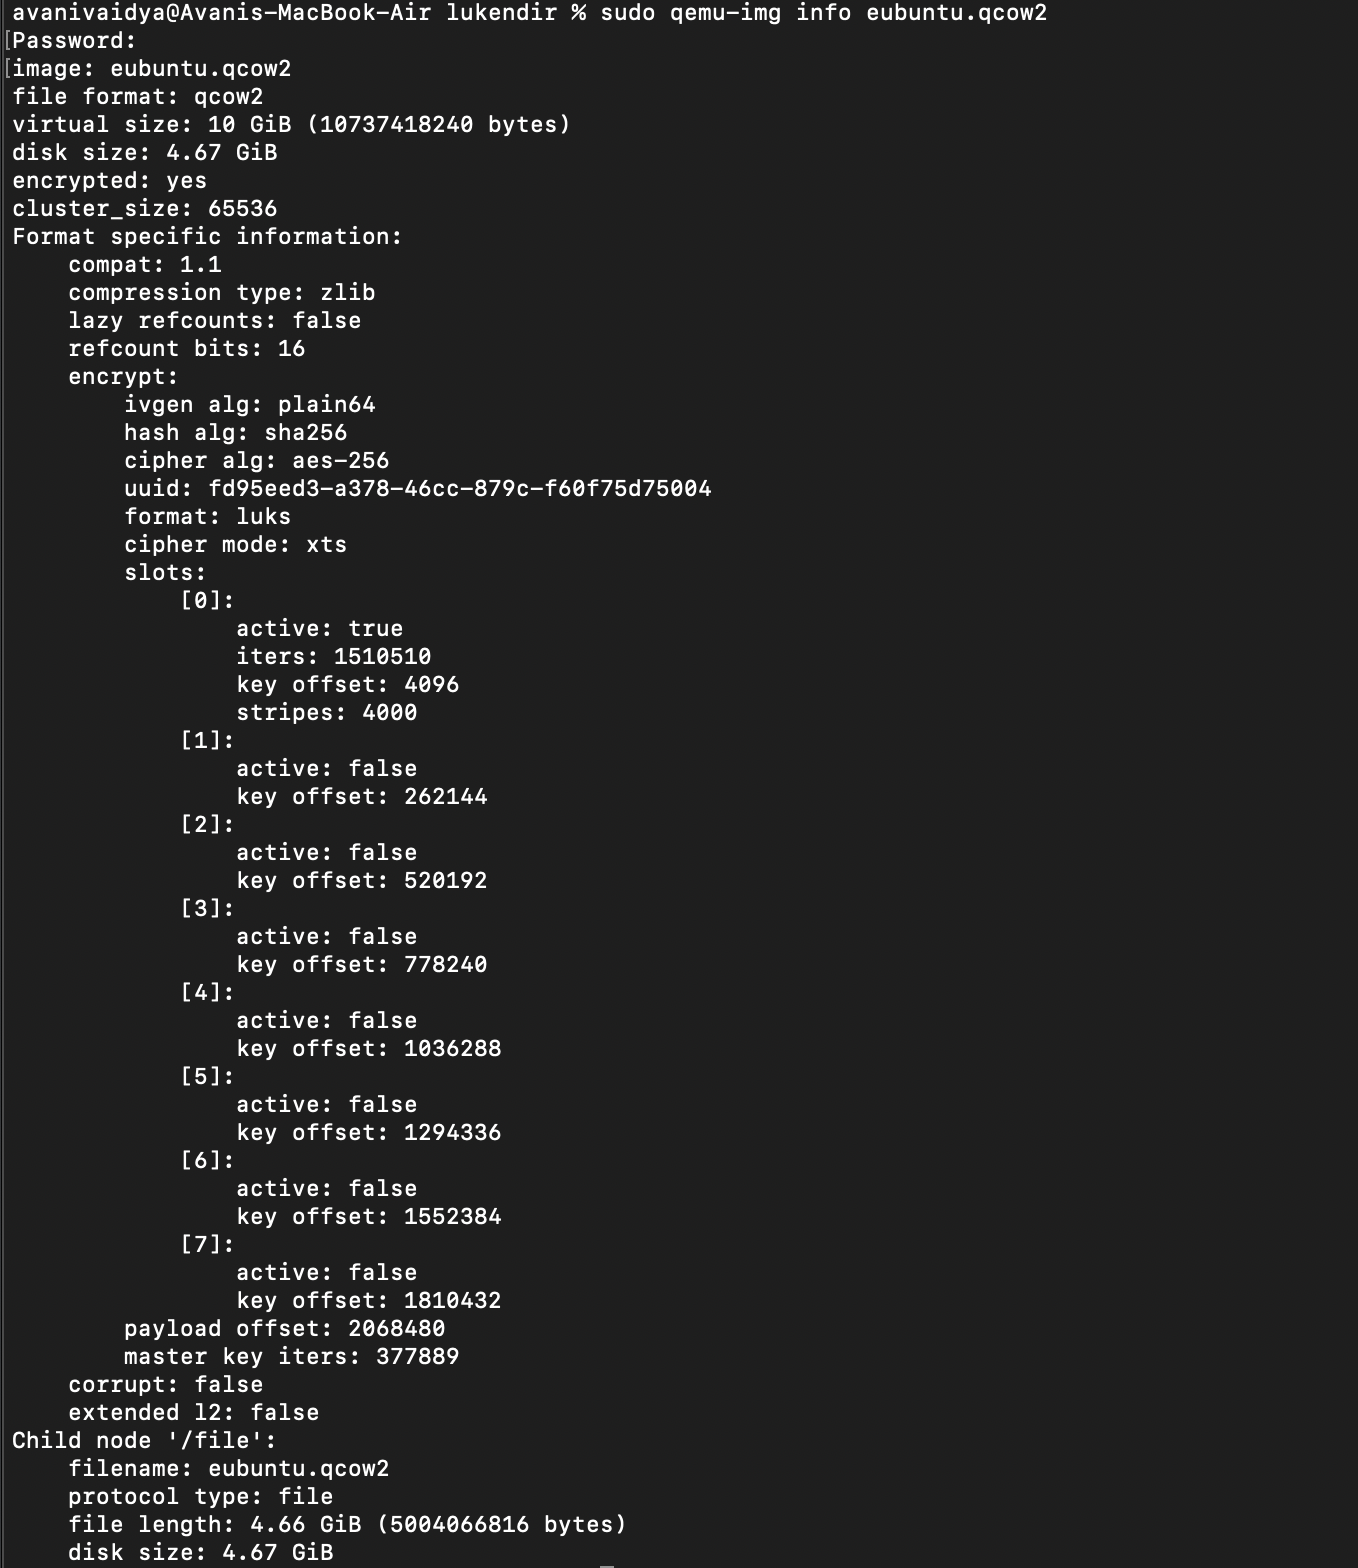 avanivaidya@Avanis-MacBook-Air lukendir % sudo qemu-img info eubuntu.qcow2
[Password:
[image: eubuntu.qcow2
file format: qcow2
virtual size: 10 GiB (10737418240 bytes)
disk size: 4.67 GiB
encrypted: yes
cluster_size: 65536
Format specific information:
    compat: 1.1
    compression type: zlib
    lazy refcounts: false
    refcount bits: 16
    encrypt:
        ivgen alg: plain64
        hash alg: sha256
        cipher alg: aes-256
        uuid: fd95eed3-a378-46cc-879c-f60f75d75004
        format: luks
        cipher mode: xts
        slots:
            [0]:
                active: true
                iters: 1510510
                key offset: 4096
                stripes: 4000
            [1]:
                active: false
                key offset: 262144
            [2]:
                active: false
                key offset: 520192
            [3]:
                active: false
                key offset: 778240
            [4]:
                active: false
                key offset: 1036288
            [5]:
                active: false
                key offset: 1294336
            [6]:
                active: false
                key offset: 1552384
            [7]:
                active: false
                key offset: 1810432
        payload offset: 2068480
        master key iters: 377889
    corrupt: false
    extended l2: false
Child node '/file':
    filename: eubuntu.qcow2
    protocol type: file
    file length: 4.66 GiB (5004066816 bytes)
    disk size: 4.67 GiB